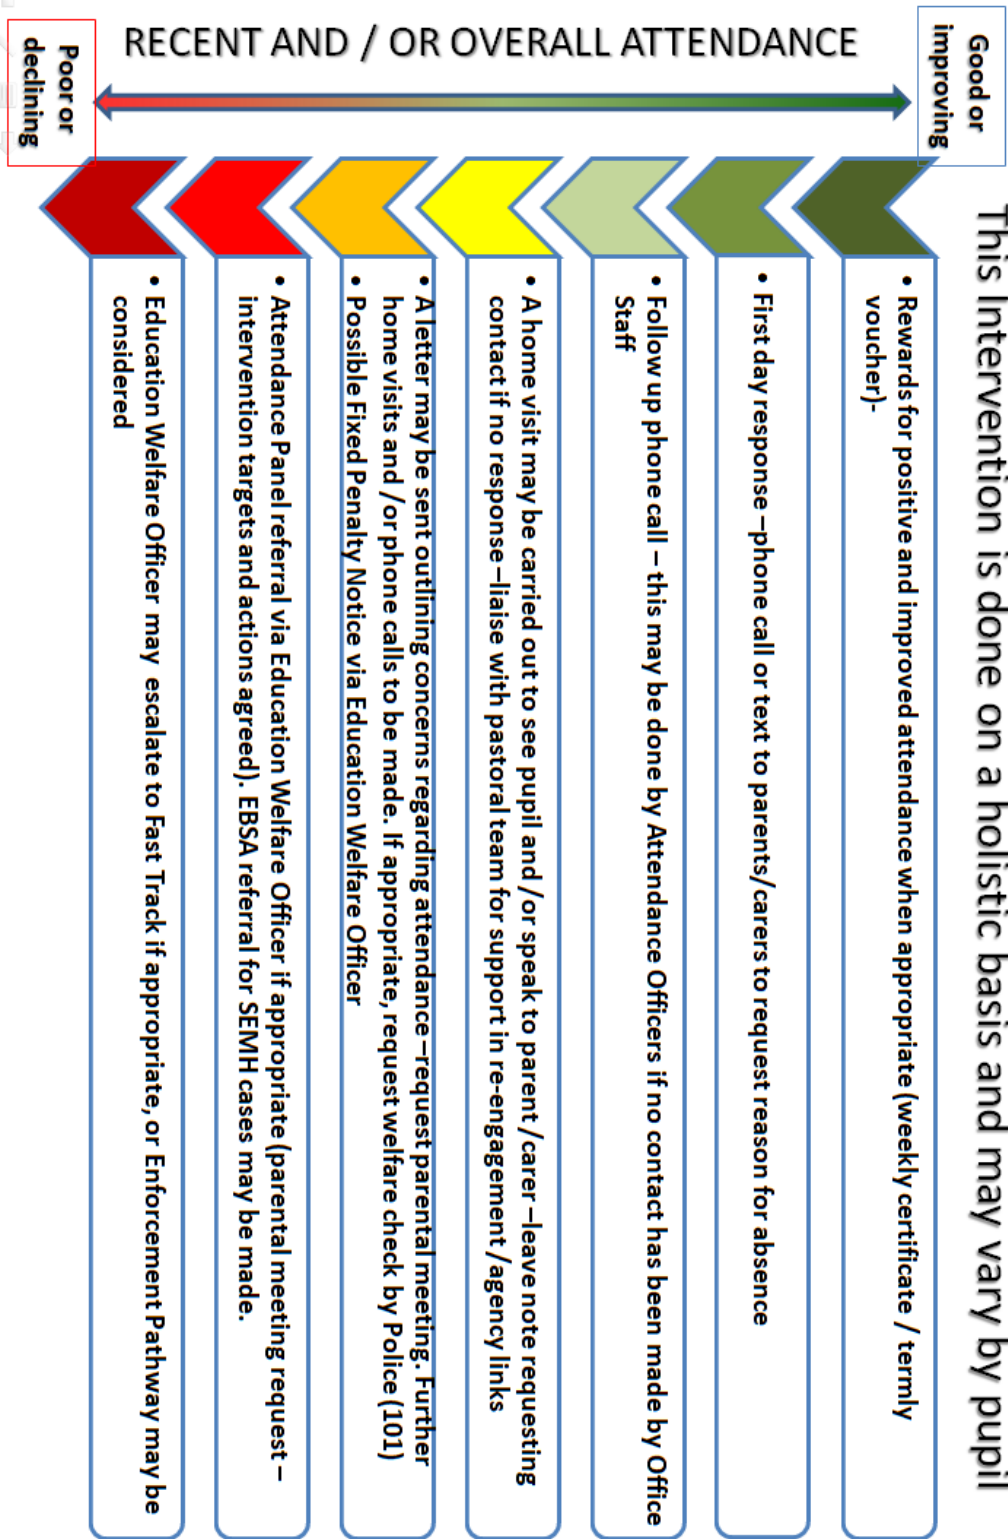 This Intervention is done on a holistic basis and may vary by pupil
Good or
improving
RECENT AND / OR OVERALL ATTENDANCE
Poor or
declining
• Rewards for positive and improved attendance when appropriate (weekly certificate / termly
voucher)-
• First day response –phone call or text to parents/carers to request reason for absence
• Follow up phone call – this may be done by Attendance Officers if no contact has been made by Office
Staff
• A home visit may be carried out to see pupil and /or speak to parent /carer –leave note requesting
contact if no response –liaise with pastoral team for support in re-engagement /agency links
• A letter may be sent outlining concerns regarding attendance –request parental meeting. Further
home visits and /or phone calls to be made. If appropriate, request welfare check by Police (101)
• Possible Fixed Penalty Notice via Education Welfare Officer
• Attendance Panel referral via Education Welfare Officer if appropriate (parental meeting request –
intervention targets and actions agreed). EBSA referral for SEMH cases may be made.
• Education Welfare Officer may escalate to Fast Track if appropriate, or Enforcement Pathway may be
considered